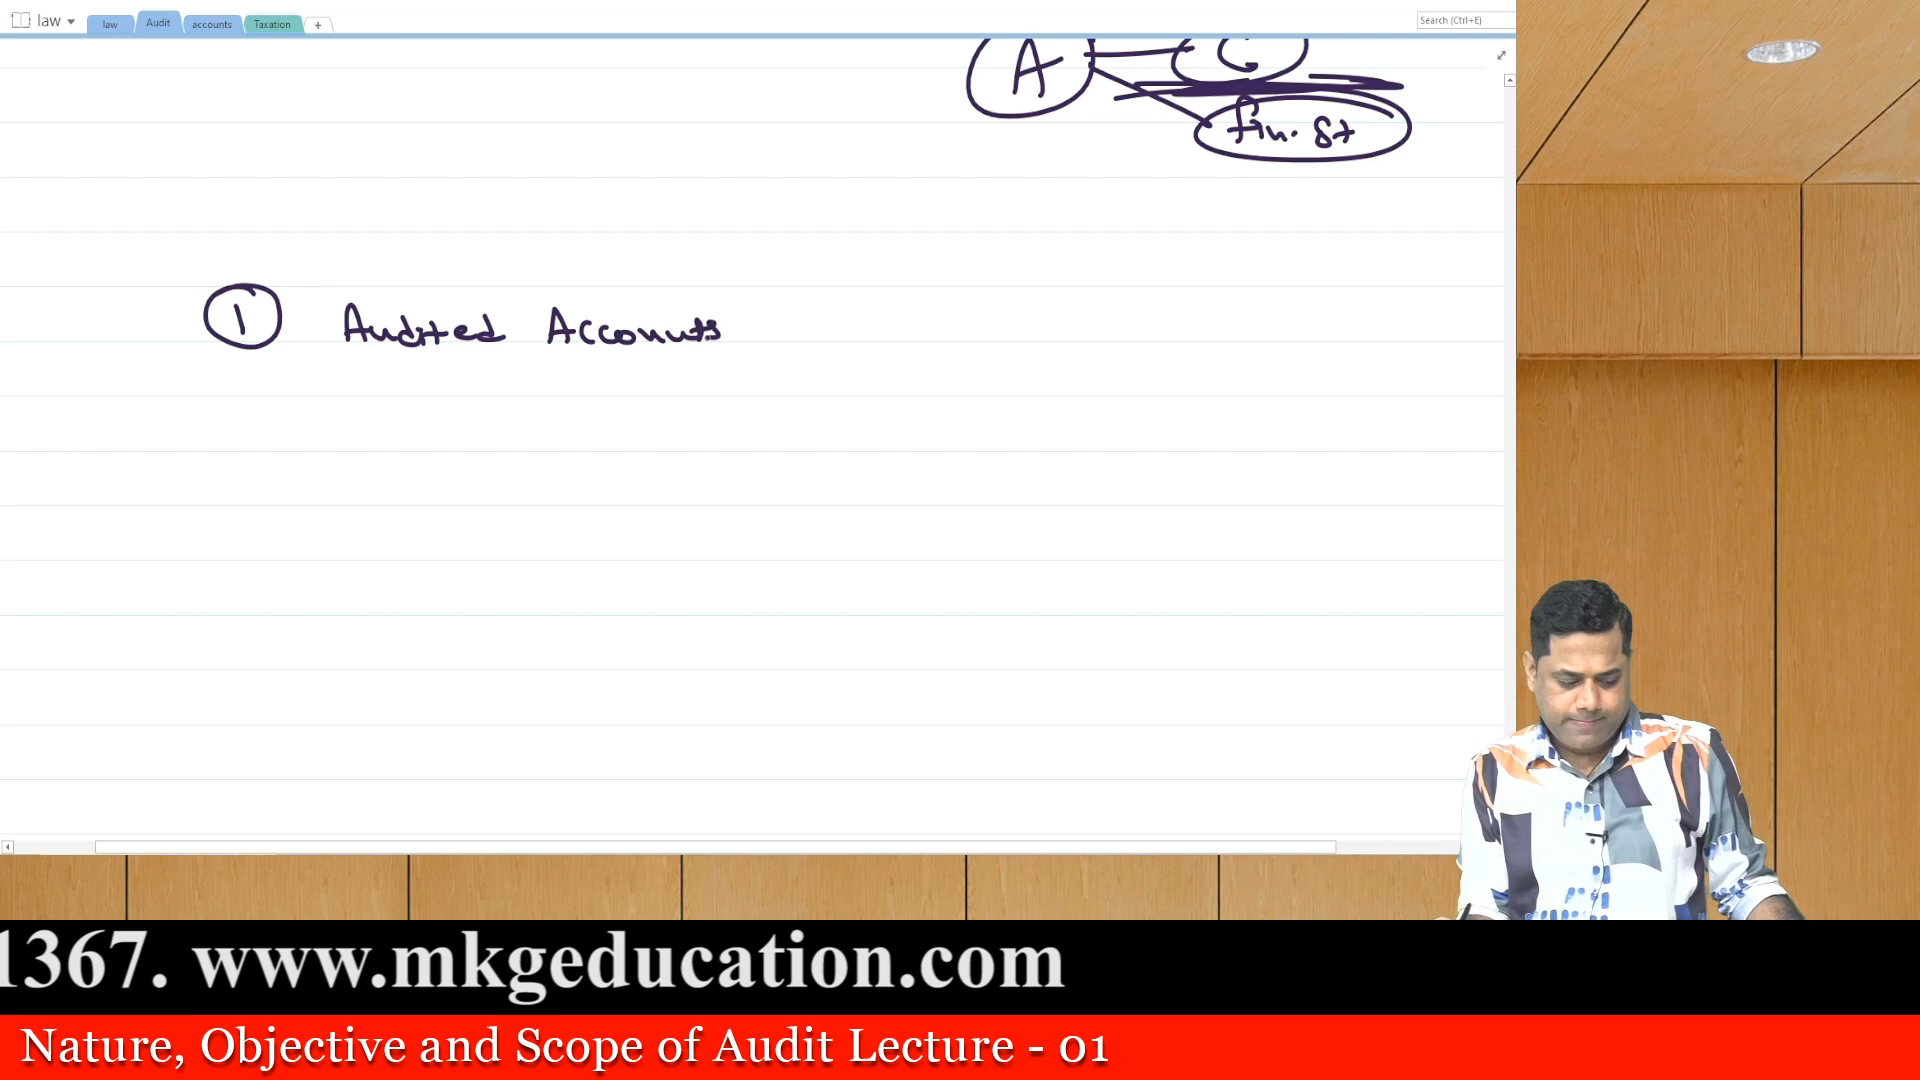 law
law Audit accounts Taxation +
Search (Ctrl+E)
A C
fin. St
1 Audited Accounts
1367. www.mkgeducation.com
Nature, Objective and Scope of Audit Lecture - 01